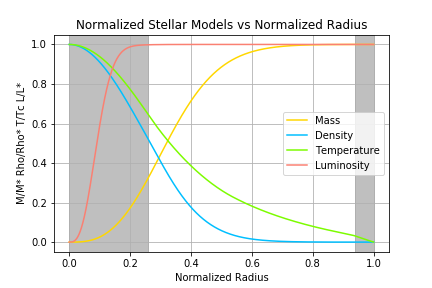 Normalized Stellar Models vs Normalized Radius
M/M* Rho/Rho* T/Tc L/L*
1.0
0.8
0.6
0.4
0.2
0.0
Mass
Density
Temperature
Luminosity
0.0 0.2 0.4 0.6 0.8 1.0
Normalized Radius